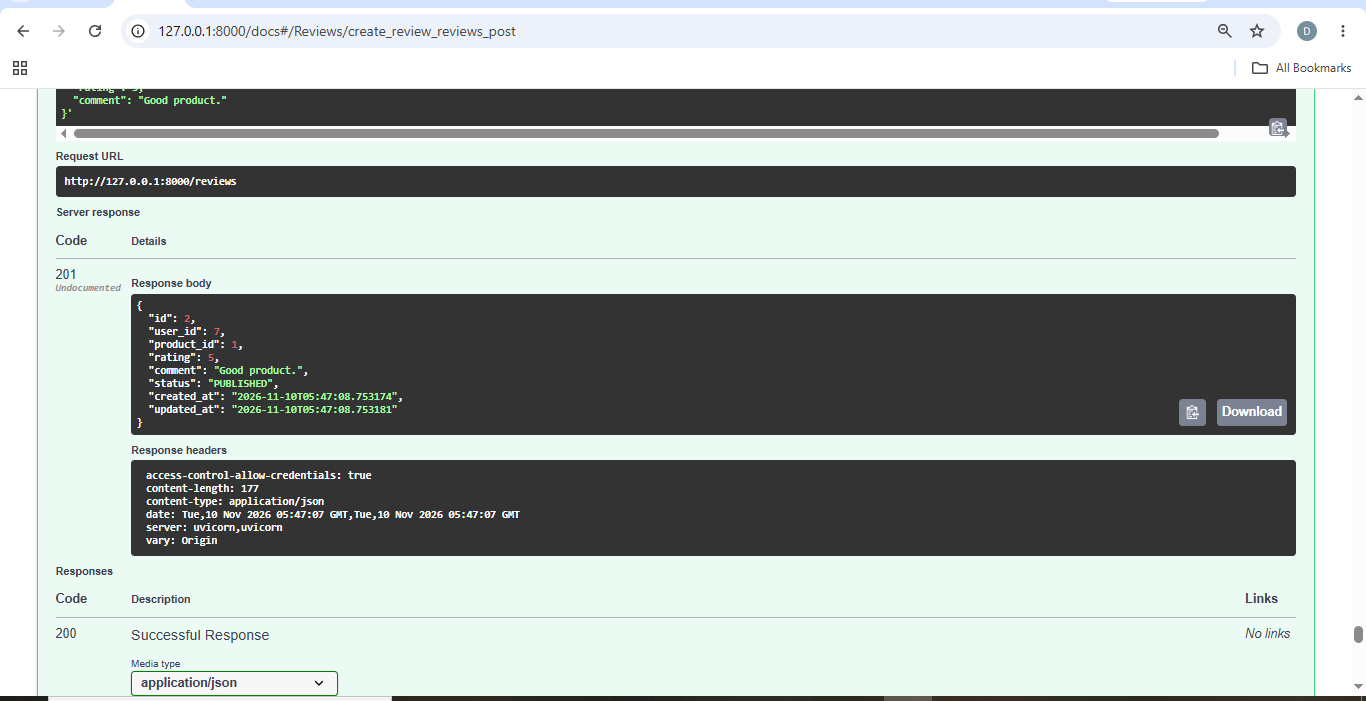 127.0.0.1:8000/docs#/Reviews/create_review_reviews_post
D
All Bookmarks
"comment": "Good product."
}'
Request URL
http://127.0.0.1:8000/reviews
Server response
Code Details
201
Undocumented
Response body
{
"id": 2,
"user_id": 7,
"product_id": 1,
"rating": 5,
"comment": "Good product.",
"status": "PUBLISHED",
"created_at": "2026-11-10T05:47:08.753174",
"updated_at": "2026-11-10T05:47:08.753181"
}
Download
Response headers
access-control-allow-credentials: true
content-length: 177
content-type: application/json
date: Tue,10 Nov 2026 05:47:07 GMT,Tue,10 Nov 2026 05:47:07 GMT
server: uvicorn,uvicorn
vary: Origin
Responses
Code Description Links
200 Successful Response No links
Media type
application/json